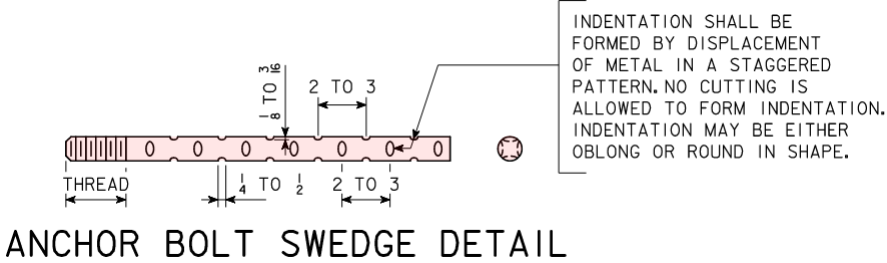 INDENTATION SHALL BE
FORMED BY DISPLACEMENT
OF METAL IN A STAGGERED
PATTERN. NO CUTTING IS
ALLOWED TO FORM INDENTATION.
INDENTATION MAY BE EITHER
OBLONG OR ROUND IN SHAPE.
1/8 TO 3/16
2 TO 3
THREAD
1/4 TO 1/2
2 TO 3
ANCHOR BOLT SWEDGE DETAIL